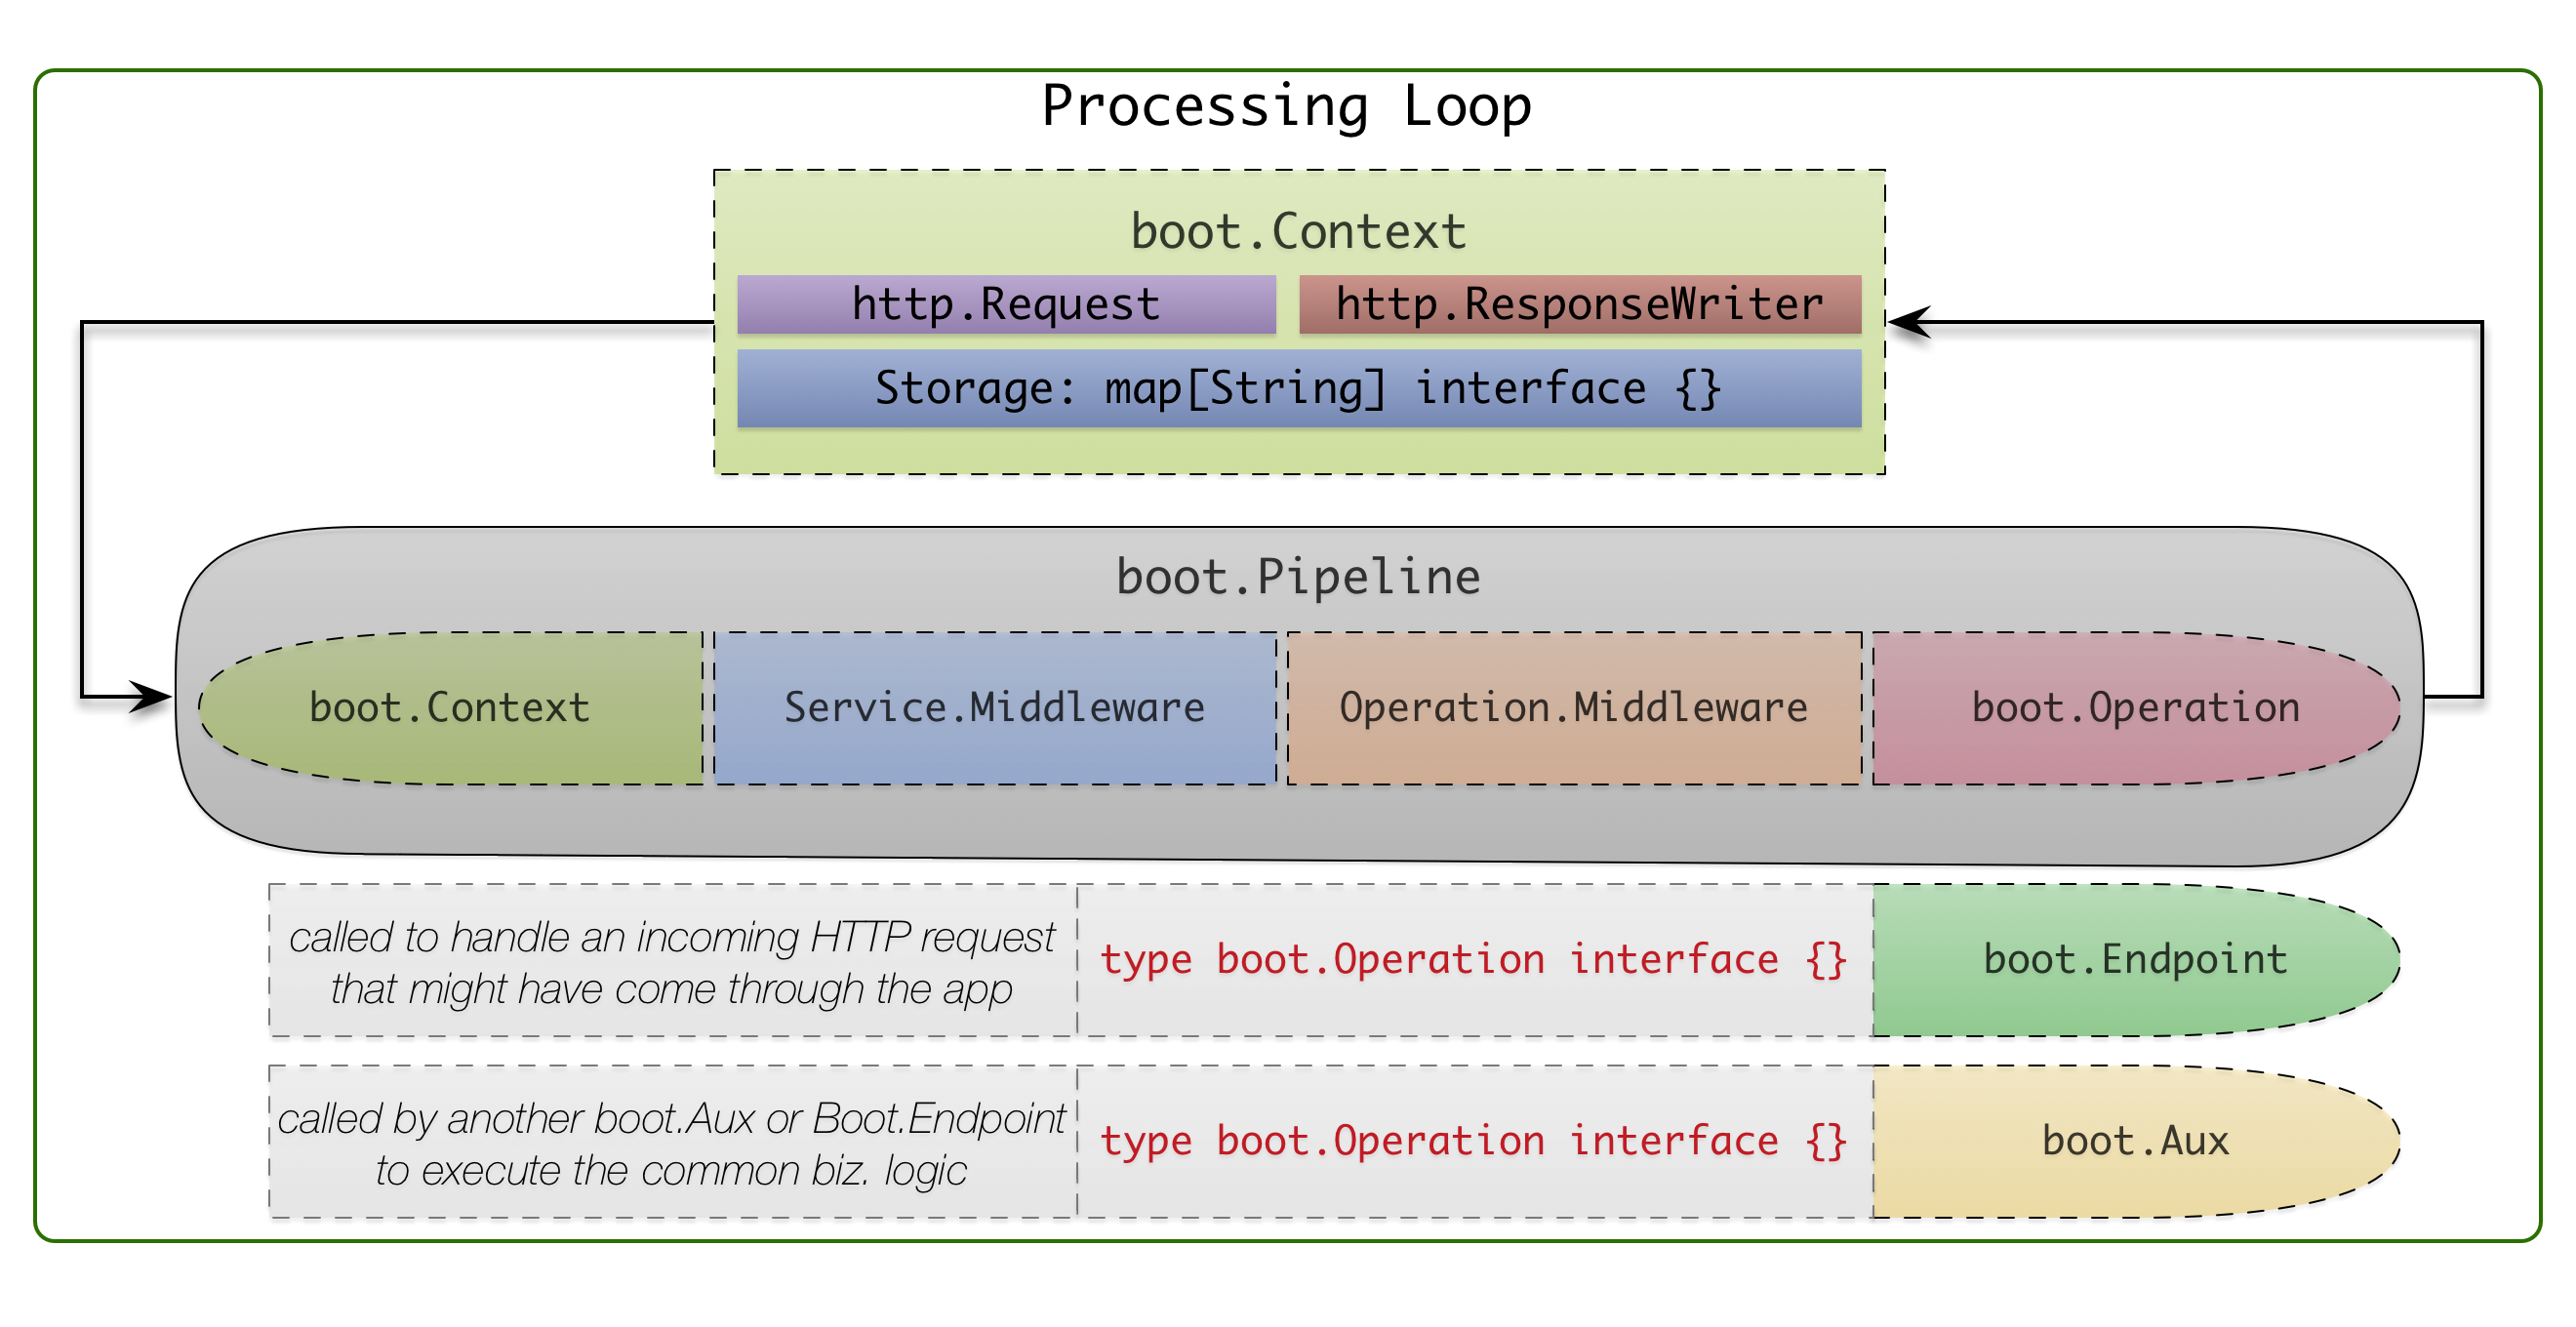 Processing Loop
boot.Context
http.Request
http.ResponseWriter
Storage: map[String] interface {}
boot.Pipeline
boot.Context
Service.Middleware
Operation.Middleware
boot.Operation
called to handle an incoming HTTP request
that might have come through the app
type boot.Operation interface {}
boot.Endpoint
called by another boot.Aux or Boot.Endpoint
to execute the common biz. logic
type boot.Operation interface {}
boot.Aux